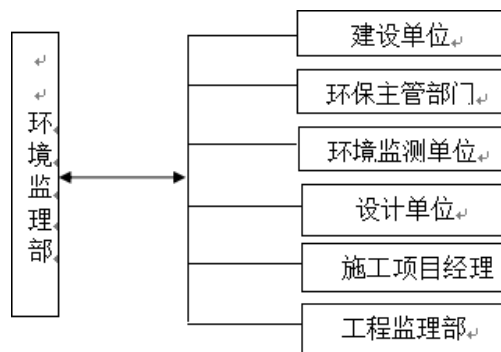 环境监理部
建设单位
环保主管部门
环境监测单位
设计单位
施工项目经理
工程监理部